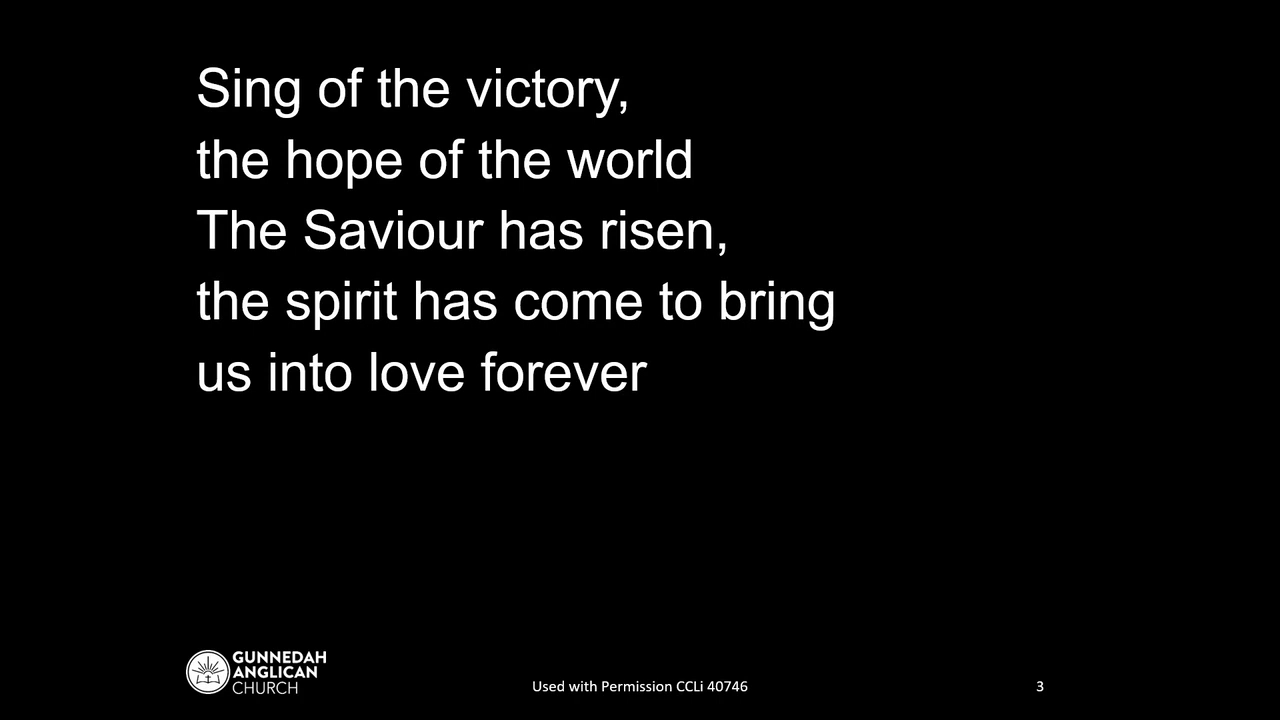 Sing of the victory,
the hope of the world
The Saviour has risen,
the spirit has come to bring
us into love forever
GUNNEDAH
ANGLICAN
CHURCH
Used with Permission CCLi 40746
3